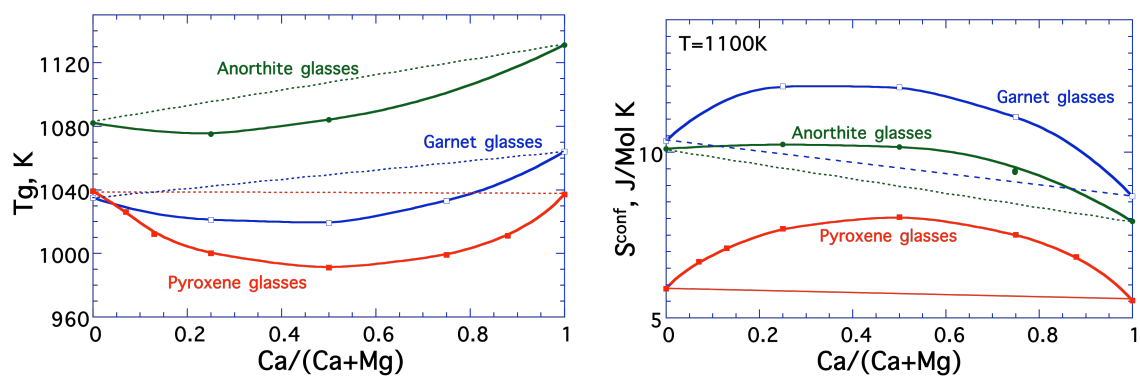 Tg, K
1120
1080
1040
1000
960
Anorthite glasses
Garnet glasses
Pyroxene glasses
0
0.2
0.4
0.6
0.8
1
Ca/(Ca+Mg)
Sconf, J/Mol K
T=1100K
10
5
Garnet glasses
Anorthite glasses
Pyroxene glasses
0
0.2
0.4
0.6
0.8
1
Ca/(Ca+Mg)